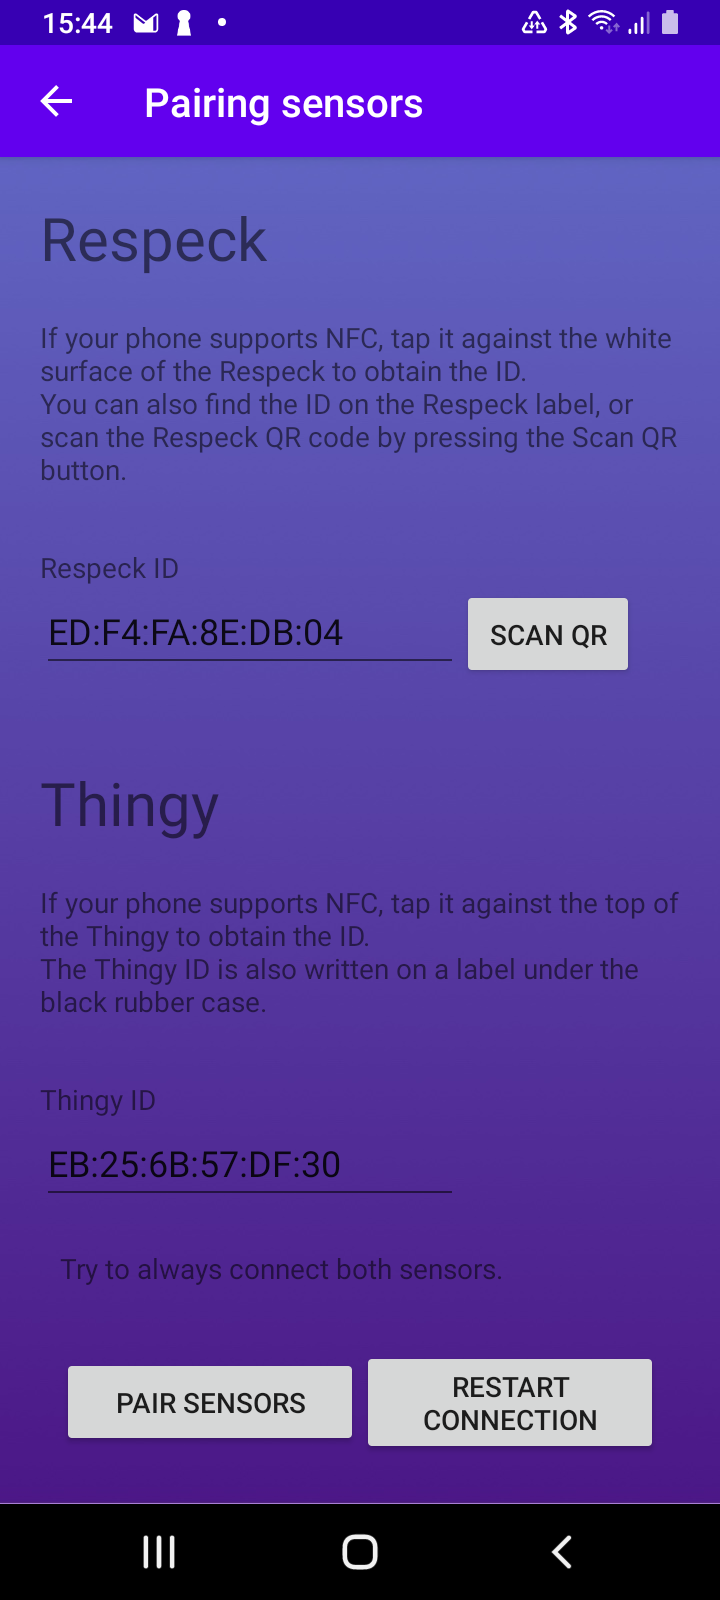 15:44
Pairing sensors
Respeck
If your phone supports NFC, tap it against the white
surface of the Respeck to obtain the ID.
You can also find the ID on the Respeck label, or
scan the Respeck QR code by pressing the Scan QR
button.
Respeck ID
ED:F4:FA:8E:DB:04
SCAN QR
Thingy
If your phone supports NFC, tap it against the top of
the Thingy to obtain the ID.
The Thingy ID is also written on a label under the
black rubber case.
Thingy ID
EB:25:6B:57:DF:30
Try to always connect both sensors.
PAIR SENSORS
RESTART
CONNECTION